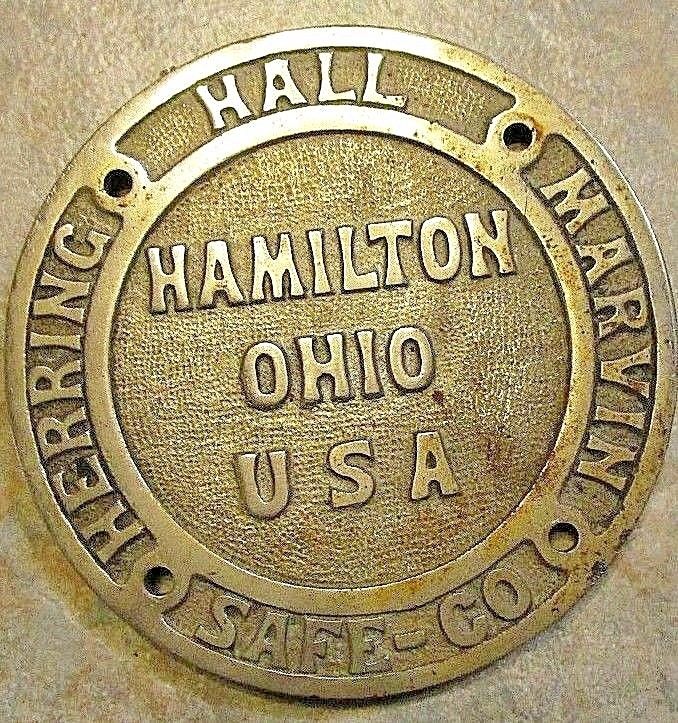 HERRING
HALL
MARVIN
SAFE-CO
HAMILTON
OHIO
USA